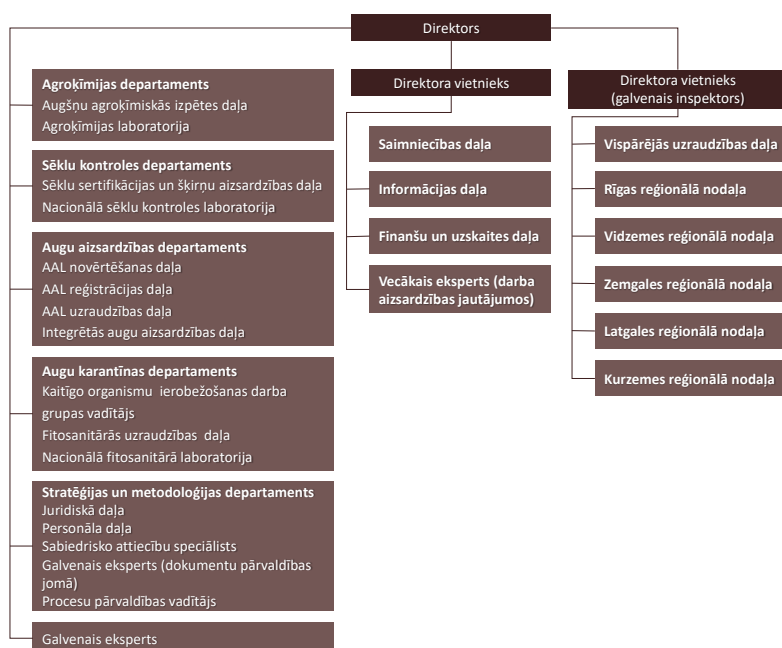 Direktors
Agroķīmijas departaments
Augšņu agroķīmiskās izpētes daļa
Agroķīmijas laboratorija
Sēklu kontroles departaments
Sēklu sertifikācijas un šķirņu aizsardzības daļa
Nacionālā sēklu kontroles laboratorija
Augu aizsardzības departaments
AAL novērtēšanas daļa
AAL reģistrācijas daļa
AAL uzraudzības daļa
Integrētās augu aizsardzības daļa
Augu karantīnas departaments
Kaitīgo organismu ierobežošanas darba
grupas vadītājs
Fitosanitārās uzraudzības daļa
Nacionālā fitosanitārā laboratorija
Stratēģijas un metodoloģijas departaments
Juridiskā daļa
Personāla daļa
Sabiedrisko attiecību speciālists
Galvenais eksperts (dokumentu pārvaldības
jomā)
Procesu pārvaldības vadītājs
Galvenais eksperts
Direktora vietnieks
Saimniecības daļa
Informācijas daļa
Finanšu un uzskaites daļa
Vecākais eksperts (darba
aizsardzības jautājumos)
Direktora vietnieks
(galvenais inspektors)
Vispārējās uzraudzības daļa
Rīgas reģionālā nodaļa
Vidzemes reģionālā nodaļa
Zemgales reģionālā nodaļa
Latgales reģionālā nodaļa
Kurzemes reģionālā nodaļa